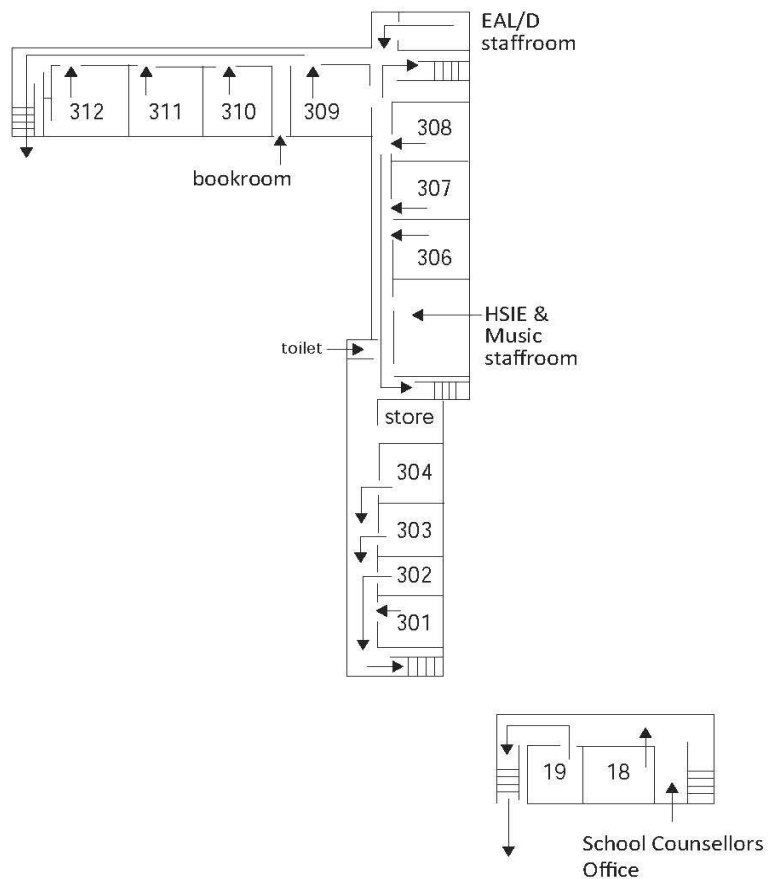 EAL/D
staffroom
312 311 310 309
308
bookroom
307
306
HSIE &
Music
staffroom
toilet
store
304
303
302
301
19 18
School Counsellors
Office